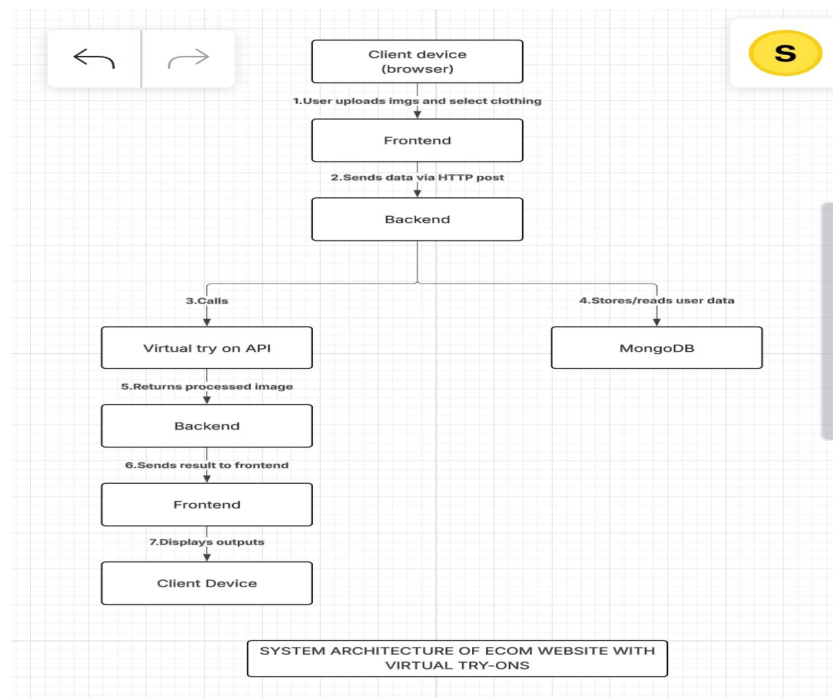 S
Client device
(browser)
1.User uploads imgs and select clothing
Frontend
2.Sends data via HTTP post
Backend
3.Calls
4.Stores/reads user data
Virtual try on API
MongoDB
5.Returns processed image
Backend
6.Sends result to frontend
Frontend
7.Displays outputs
Client Device
SYSTEM ARCHITECTURE OF ECOM WEBSITE WITH
VIRTUAL TRY-ONS